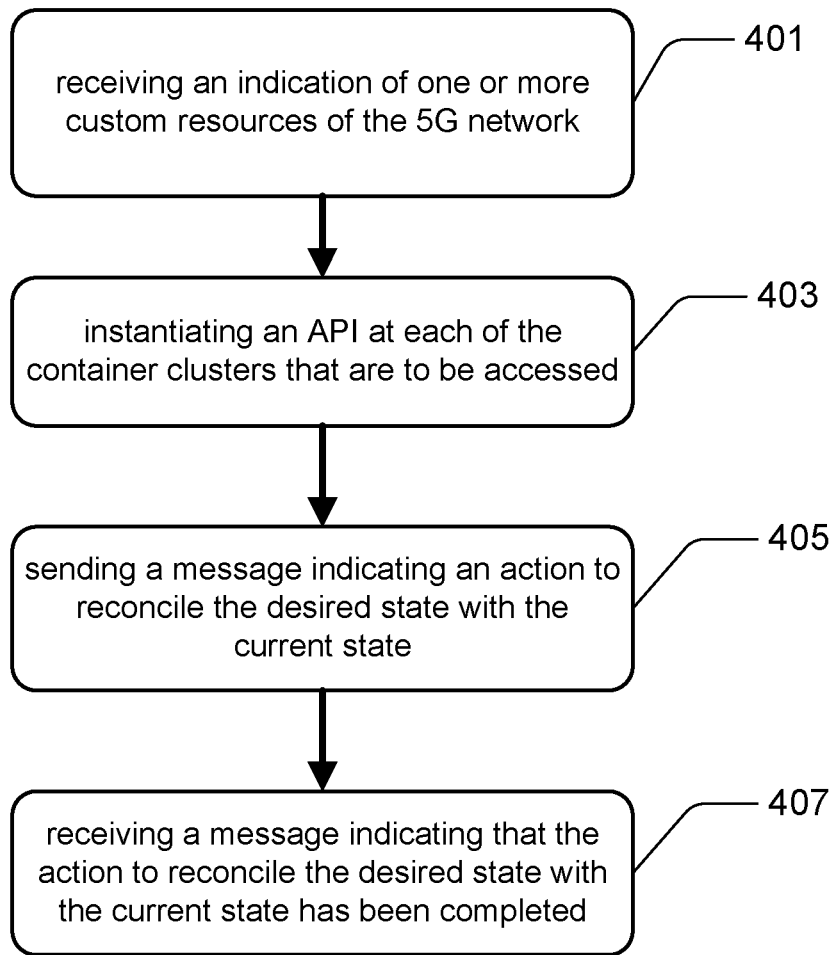 401
receiving an indication of one or more
custom resources of the 5G network
403
instantiating an API at each of the
container clusters that are to be accessed
405
sending a message indicating an action to
reconcile the desired state with the
current state
407
receiving a message indicating that the
action to reconcile the desired state with
the current state has been completed